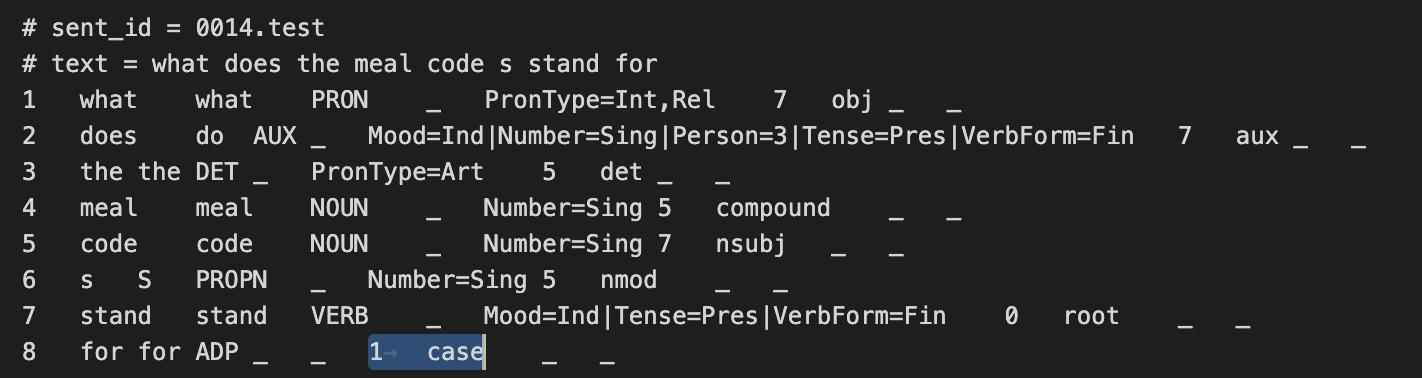 # sent_id = 0014.test
# text = what does the meal code s stand for
1 what what PRON _ PronType=Int,Rel 7 obj _ _
2 does do AUX _ Mood=Ind|Number=Sing|Person=3|Tense=Pres|VerbForm=Fin 7 aux _ _
3 the the DET _ PronType=Art 5 det _ _
4 meal meal NOUN _ Number=Sing 5 compound _ _
5 code code NOUN _ Number=Sing 7 nsubj _ _
6 s S PROPN _ Number=Sing 5 nmod _ _
7 stand stand VERB _ Mood=Ind|Tense=Pres|VerbForm=Fin 0 root _ _
8 for for ADP _ _ 1→ case _ _